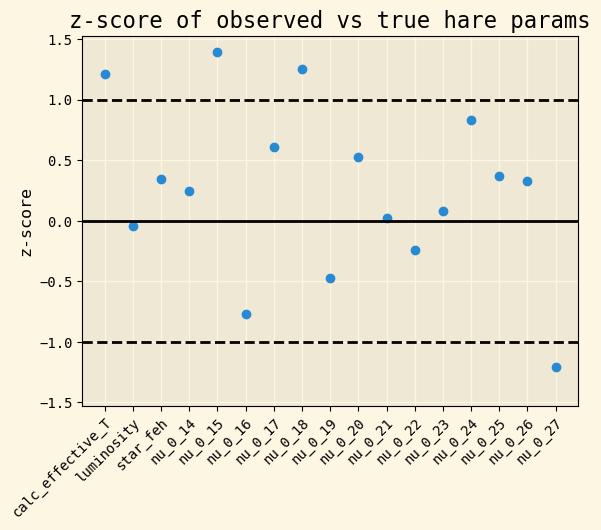 z-score of observed vs true hare params
1.5
1.0
0.5
0.0
−0.5
−1.0
−1.5
z-score
calc_effective_T
luminosity
star_feh
nu_0_14
nu_0_15
nu_0_16
nu_0_17
nu_0_18
nu_0_19
nu_0_20
nu_0_21
nu_0_22
nu_0_23
nu_0_24
nu_0_25
nu_0_26
nu_0_27